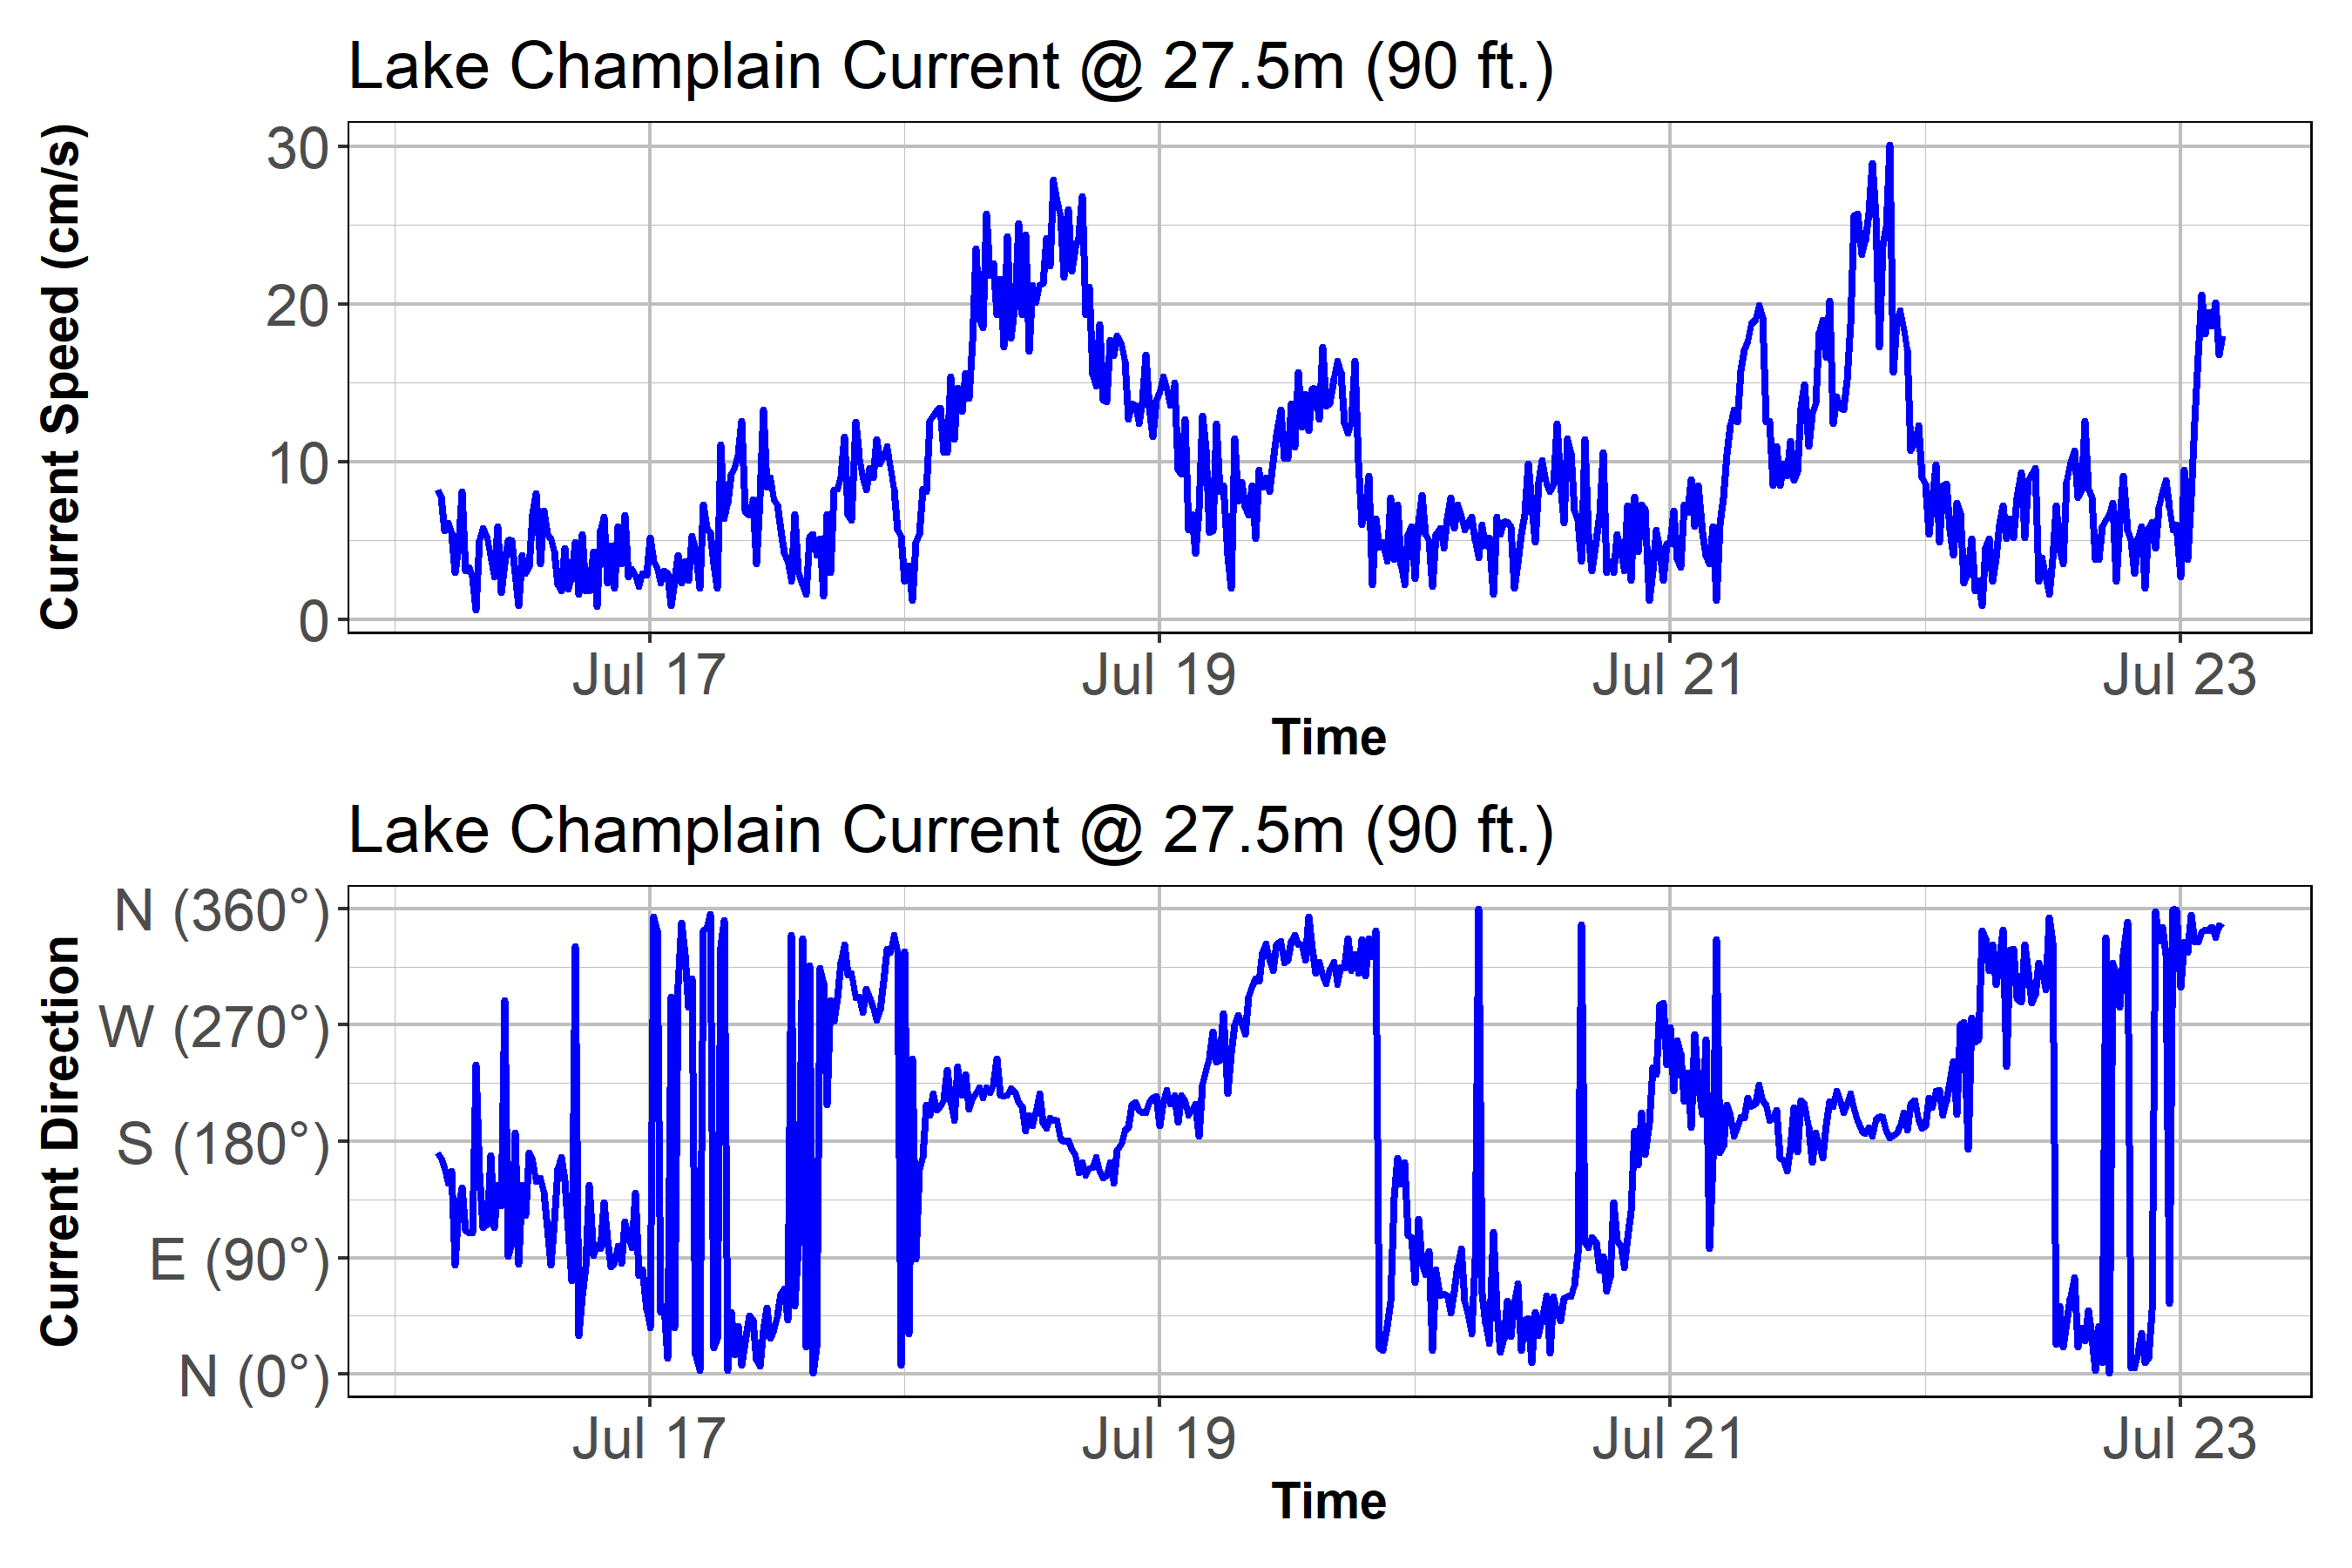 Lake Champlain Current @ 27.5m (90 ft.)
Current Speed (cm/s)
30
20
10
0
Jul 17 Jul 19 Jul 21 Jul 23
Time
Lake Champlain Current @ 27.5m (90 ft.)
Current Direction
N (360°)
W (270°)
S (180°)
E (90°)
N (0°)
Jul 17 Jul 19 Jul 21 Jul 23
Time